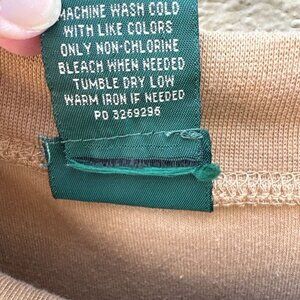 MACHINE WASH COLD
WITH LIKE COLORS
ONLY NON-CHLORINE
BLEACH WHEN NEEDED
TUMBLE DRY LOW
WARM IRON IF NEEDED
PO 3269296